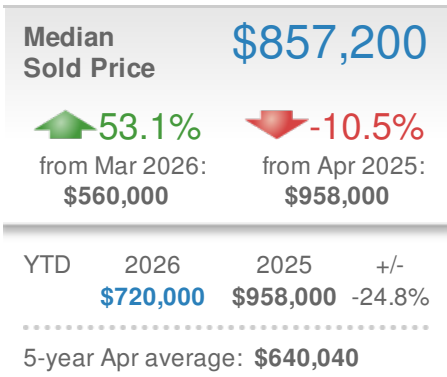 Median
Sold Price
$857,200
53.1%
-10.5%
from Mar 2026:
from Apr 2025:
$560,000
$958,000
YTD 2026 2025 +/-
$720,000 $958,000 -24.8%
5-year Apr average: $640,040